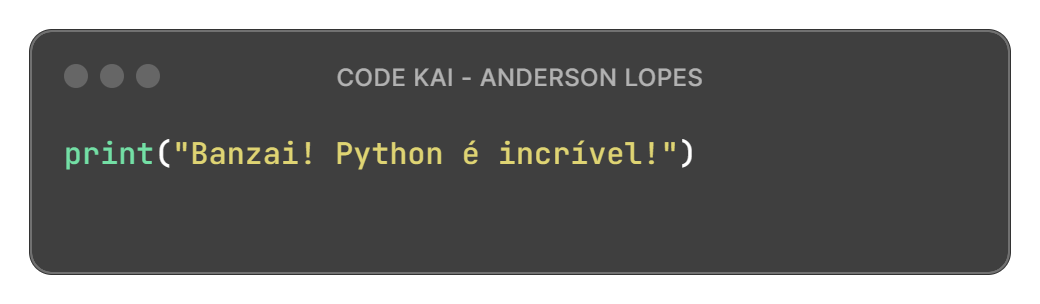 CODE KAI - ANDERSON LOPES
print("Banzai! Python é incrível!")